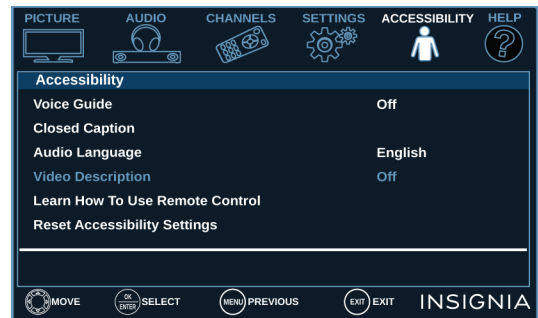 PICTURE AUDIO CHANNELS SETTINGS ACCESSIBILITY HELP
Accessibility
Voice Guide Off
Closed Caption
Audio Language English
Video Description Off
Learn How To Use Remote Control
Reset Accessibility Settings
MOVE OK ENTER SELECT MENU PREVIOUS EXIT EXIT INSIGNIA